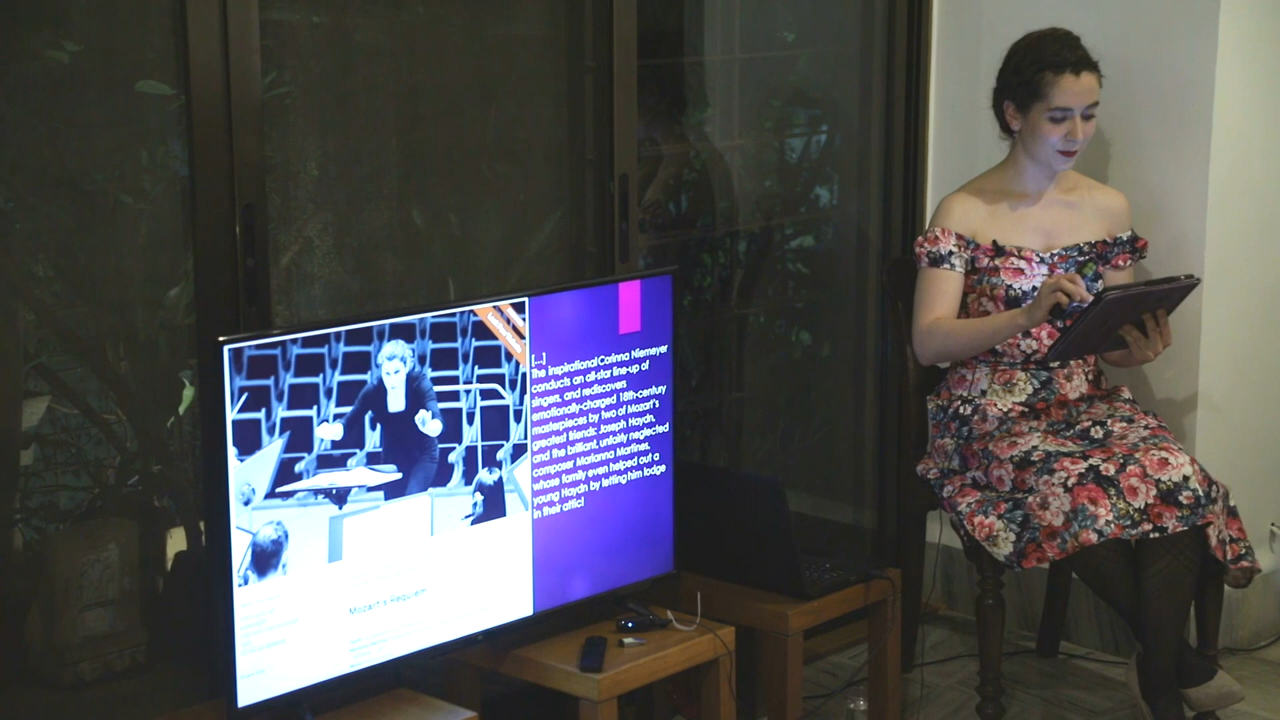 Mozart's Requiem
[...]
The inspirational Corinna Niemeyer
conducts an all-star line-up of
singers, and rediscovers
emotionally-charged 18th-century
masterpieces by two of Mozart's
greatest friends: Joseph Haydn,
and the brilliant, unfairly neglected
composer Marianna Martines,
whose family even helped out a
young Haydn by letting him lodge
in their attic!